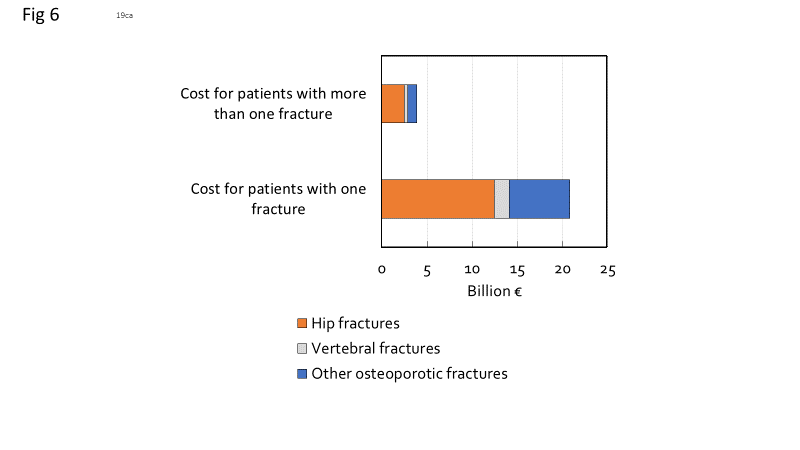 Fig 6
19ca
Cost for patients with more
than one fracture
Cost for patients with one
fracture
0 5 10 15 20 25
Billion €
Hip fractures
Vertebral fractures
Other osteoporotic fractures